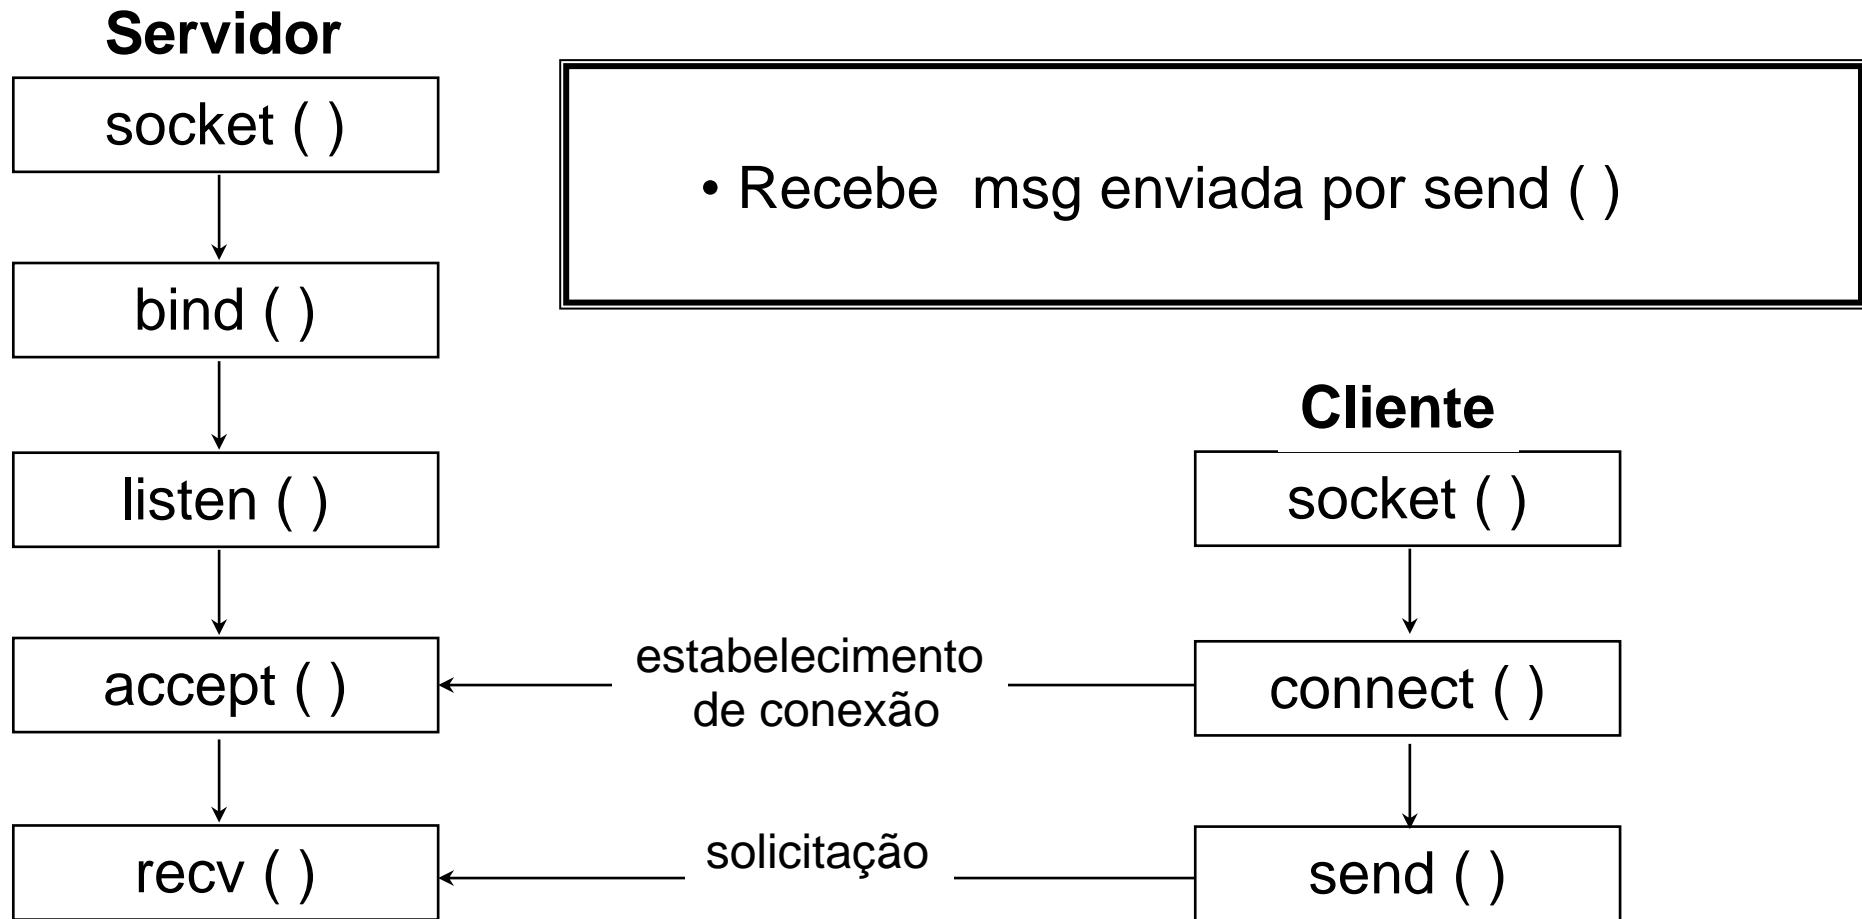 Servidor
socket ( )
• Recebe  msg enviada por send ( )
bind ( )
Cliente
listen ( )
socket ( )
accept ( )
estabelecimento
de conexão
connect ( )
recv ( )
solicitação
send ( )